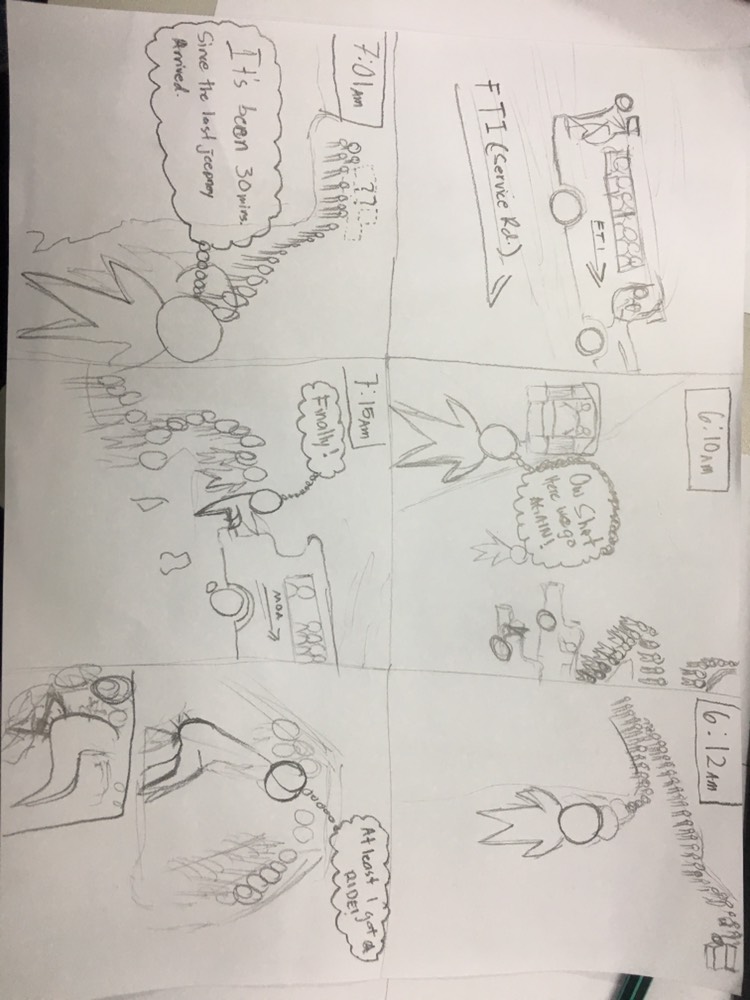 FTI →
FTI (Service Rd.)
6:10 AM
Ow Shet
Here we go
AGAIN!
6:12 AM
7:01 AM
??
It's been 30 mins.
Since the last jeepney
Arrived.
7:15 AM
Finally!
MOA →
At least I got a
RIDE!